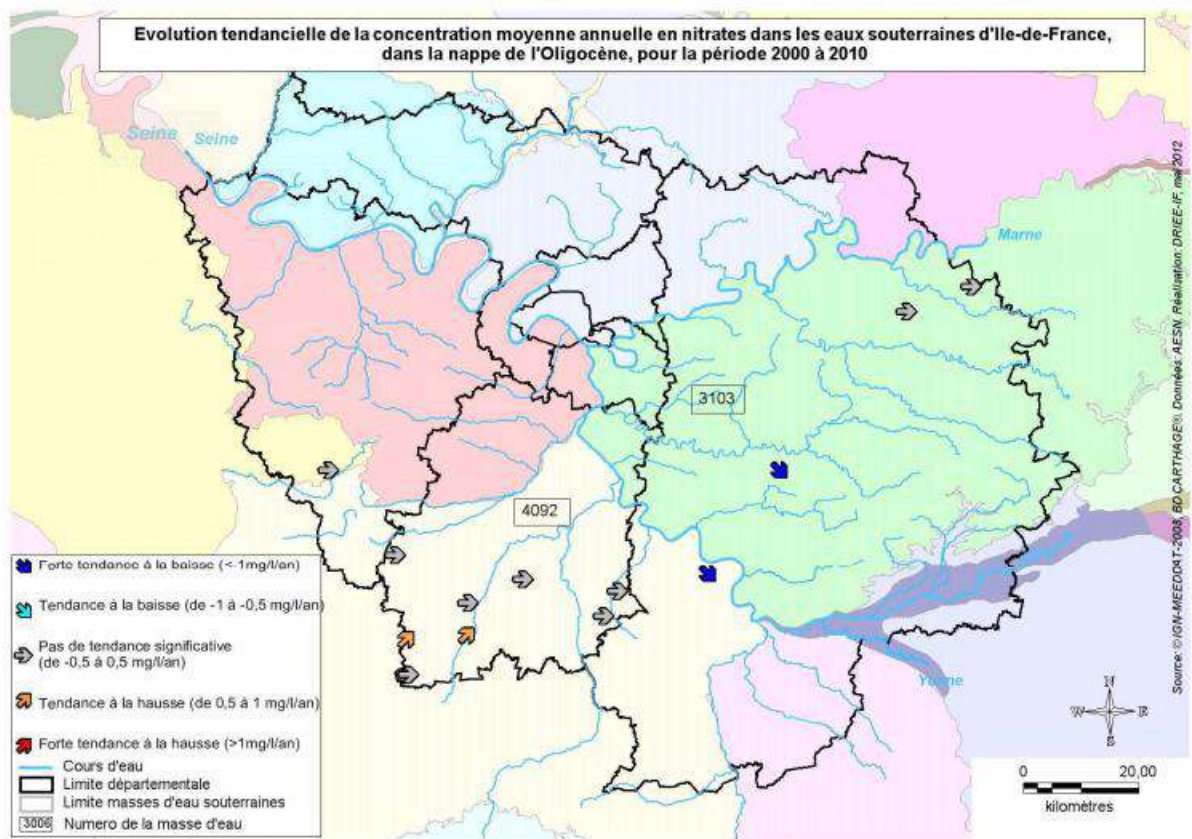 Evolution tendancielle de la concentration moyenne annuelle en nitrates dans les eaux souterraines d'Ile-de-France,
dans la nappe de l'Oligocène, pour la période 2000 à 2010
Seine
Seine
Marne
3103
4092
Yonne
Forte tendance à la baisse (<-1mg/l/an)
Tendance à la baisse (de -1 à -0,5 mg/l/an)
Pas de tendance significative
(de -0,5 à 0,5 mg/l/an)
Tendance à la hausse (de 0,5 à 1 mg/l/an)
Forte tendance à la hausse (>1mg/l/an)
Cours d'eau
Limite départementale
Limite masses d'eau souterraines
3006 Numero de la masse d'eau
N
W E
S
0 20,00
kilomètres
Source: ©IGN-MEEDDAT-2008, BD CARTHAGE®, Données: AESN, Réalisation: DRIEE-IF, mai 2012